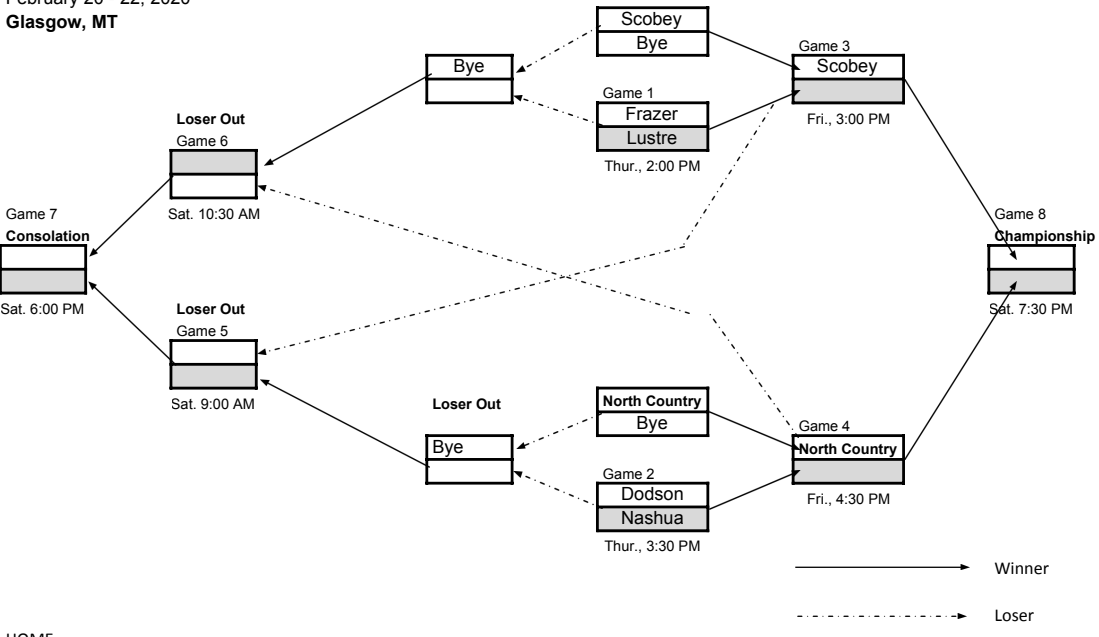 February 20 - 22, 2020
Glasgow, MT
Scobey
Bye
Game 3
Scobey
Fri., 3:00 PM
Bye
Game 1
Frazer
Lustre
Thur., 2:00 PM
Loser Out
Game 6
Sat. 10:30 AM
Game 7
Consolation
Sat. 6:00 PM
Game 8
Championship
Sat. 7:30 PM
Loser Out
Game 5
Sat. 9:00 AM
Loser Out
Bye
North Country
Bye
Game 4
North Country
Fri., 4:30 PM
Game 2
Dodson
Nashua
Thur., 3:30 PM
Winner
Loser
HOME